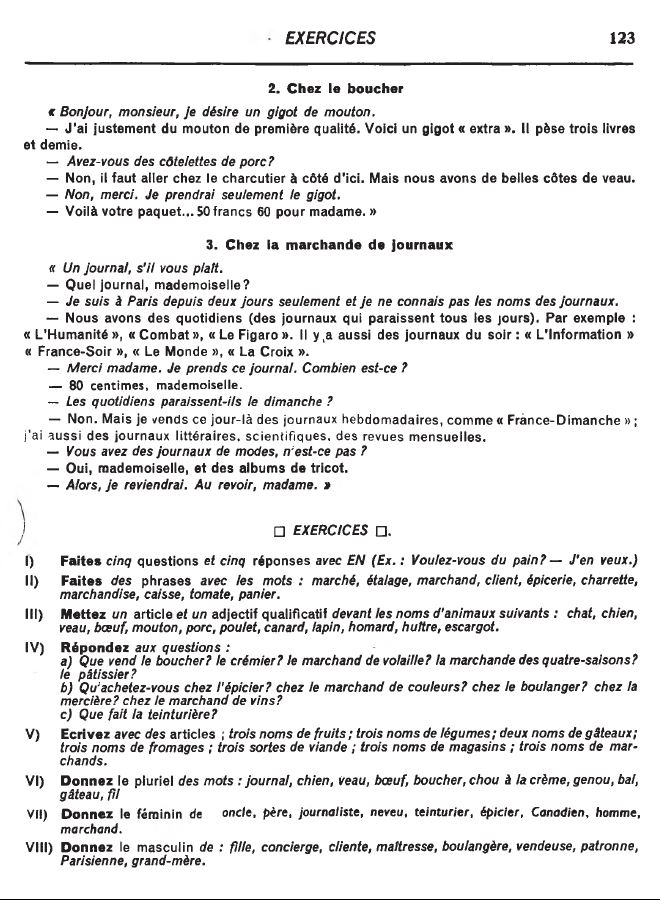 EXERCICES 123
2. Chez le boucher
« Bonjour, monsieur, je désire un gigot de mouton.
— J'ai justement du mouton de première qualité. Voici un gigot « extra ». Il pèse trois livres
et demie.
— Avez-vous des côtelettes de porc?
— Non, il faut aller chez le charcutier à côté d'ici. Mais nous avons de belles côtes de veau.
— Non, merci. Je prendrai seulement le gigot.
— Voilà votre paquet... 50 francs 60 pour madame. »
3. Chez la marchande de journaux
« Un journal, s'il vous plaît.
— Quel journal, mademoiselle?
— Je suis à Paris depuis deux jours seulement et je ne connais pas les noms des journaux.
— Nous avons des quotidiens (des journaux qui paraissent tous les jours). Par exemple :
« L'Humanité », « Combat », « Le Figaro ». Il y a aussi des journaux du soir : « L'Information »
« France-Soir », « Le Monde », « La Croix ».
— Merci madame. Je prends ce journal. Combien est-ce ?
— 80 centimes, mademoiselle.
— Les quotidiens paraissent-ils le dimanche ?
— Non. Mais je vends ce jour-là des journaux hebdomadaires, comme « France-Dimanche » ;
j'ai aussi des journaux littéraires, scientifiques, des revues mensuelles.
— Vous avez des journaux de modes, n'est-ce pas ?
— Oui, mademoiselle, et des albums de tricot.
— Alors, je reviendrai. Au revoir, madame. »
□ EXERCICES □.
I) Faites cinq questions et cinq réponses avec EN (Ex. : Voulez-vous du pain? — J'en veux.)
II) Faites des phrases avec les mots : marché, étalage, marchand, client, épicerie, charrette,
marchandise, caisse, tomate, panier.
III) Mettez un article et un adjectif qualificatif devant les noms d'animaux suivants : chat, chien,
veau, bœuf, mouton, porc, poulet, canard, lapin, homard, huître, escargot.
IV) Répondez aux questions :
a) Que vend le boucher? le crémier? le marchand de volaille? la marchande des quatre-saisons?
le pâtissier?
b) Qu'achetez-vous chez l'épicier? chez le marchand de couleurs? chez le boulanger? chez la
mercière? chez le marchand de vins?
c) Que fait la teinturière?
V) Ecrivez avec des articles ; trois noms de fruits; trois noms de légumes; deux noms de gâteaux;
trois noms de fromages ; trois sortes de viande ; trois noms de magasins ; trois noms de mar-
chands.
VI) Donnez le pluriel des mots : journal, chien, veau, bœuf, boucher, chou à la crème, genou, bal,
gâteau, fil
VII) Donnez le féminin de oncle, père, journaliste, neveu, teinturier, épicier, Canadien, homme,
marchand.
VIII) Donnez le masculin de : fille, concierge, cliente, maîtresse, boulangère, vendeuse, patronne,
Parisienne, grand-mère.